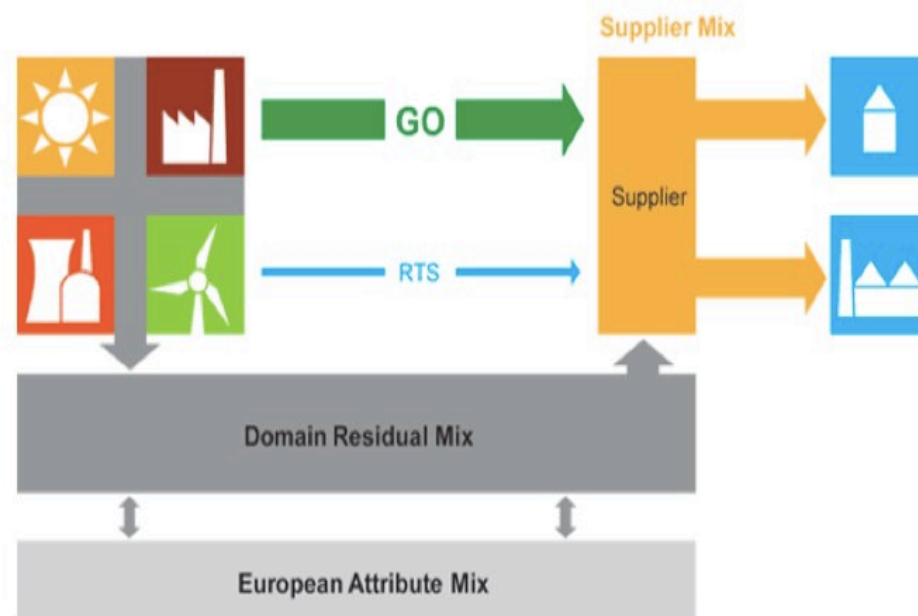 Supplier Mix
GO
Supplier
RTS
Domain Residual Mix
European Attribute Mix